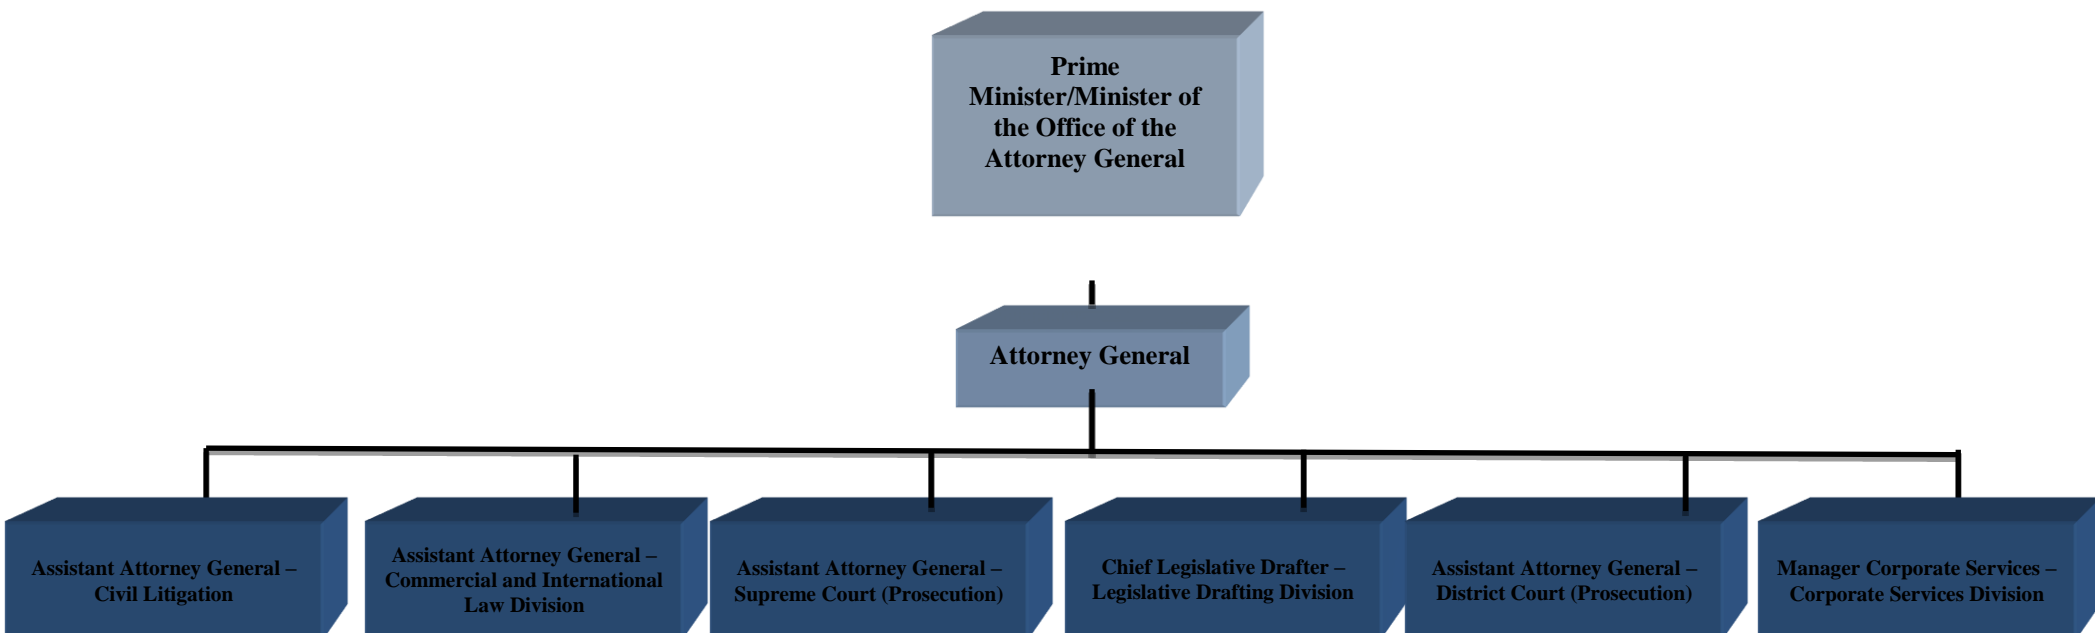 Prime
Minister/Minister of
the Office of the
Attorney General
Attorney General
Assistant Attorney General –
Civil Litigation
Assistant Attorney General –
Commercial and International
Law Division
Assistant Attorney General –
Supreme Court (Prosecution)
Chief Legislative Drafter –
Legislative Drafting Division
Assistant Attorney General –
District Court (Prosecution)
Manager Corporate Services –
Corporate Services Division